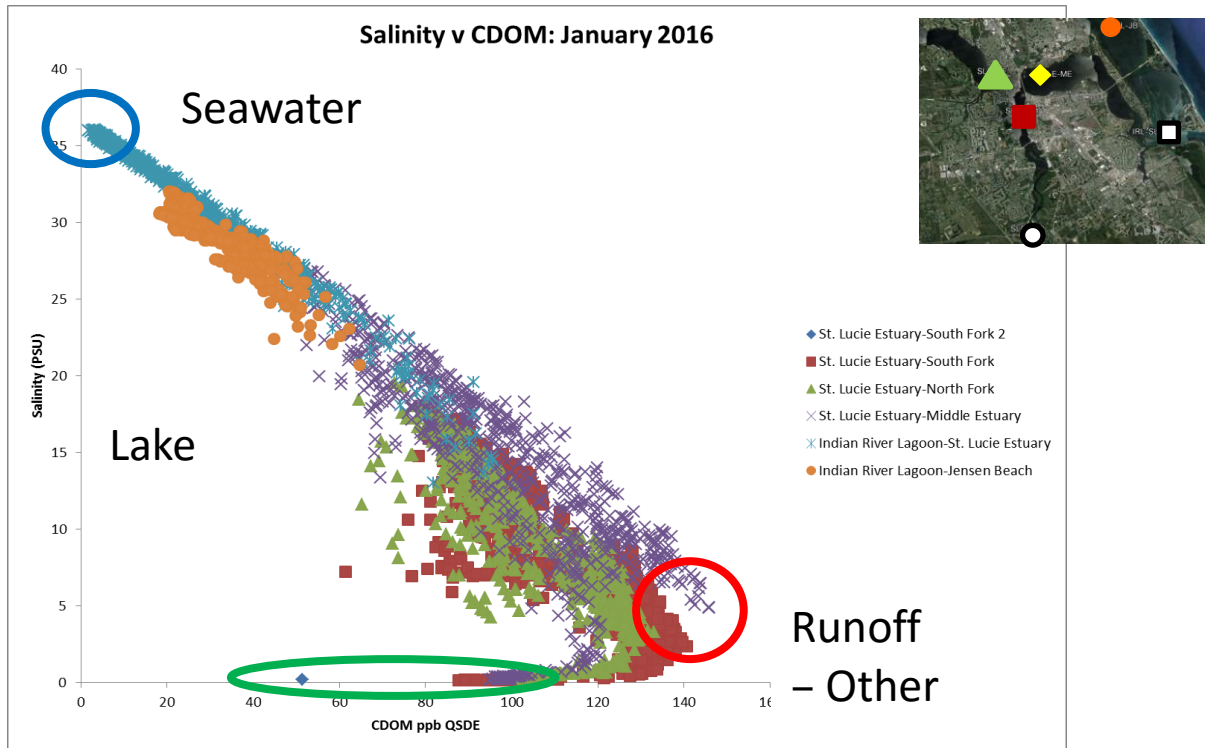 Salinity v CDOM: January 2016
Seawater
Lake
Runoff
– Other
Salinity (PSU)
40
35
30
25
20
15
10
5
0
0
20
40
60
80
100
120
140
16
CDOM ppb QSDE
St. Lucie Estuary-South Fork 2
St. Lucie Estuary-South Fork
St. Lucie Estuary-North Fork
St. Lucie Estuary-Middle Estuary
Indian River Lagoon-St. Lucie Estuary
Indian River Lagoon-Jensen Beach
L-JB
E-ME